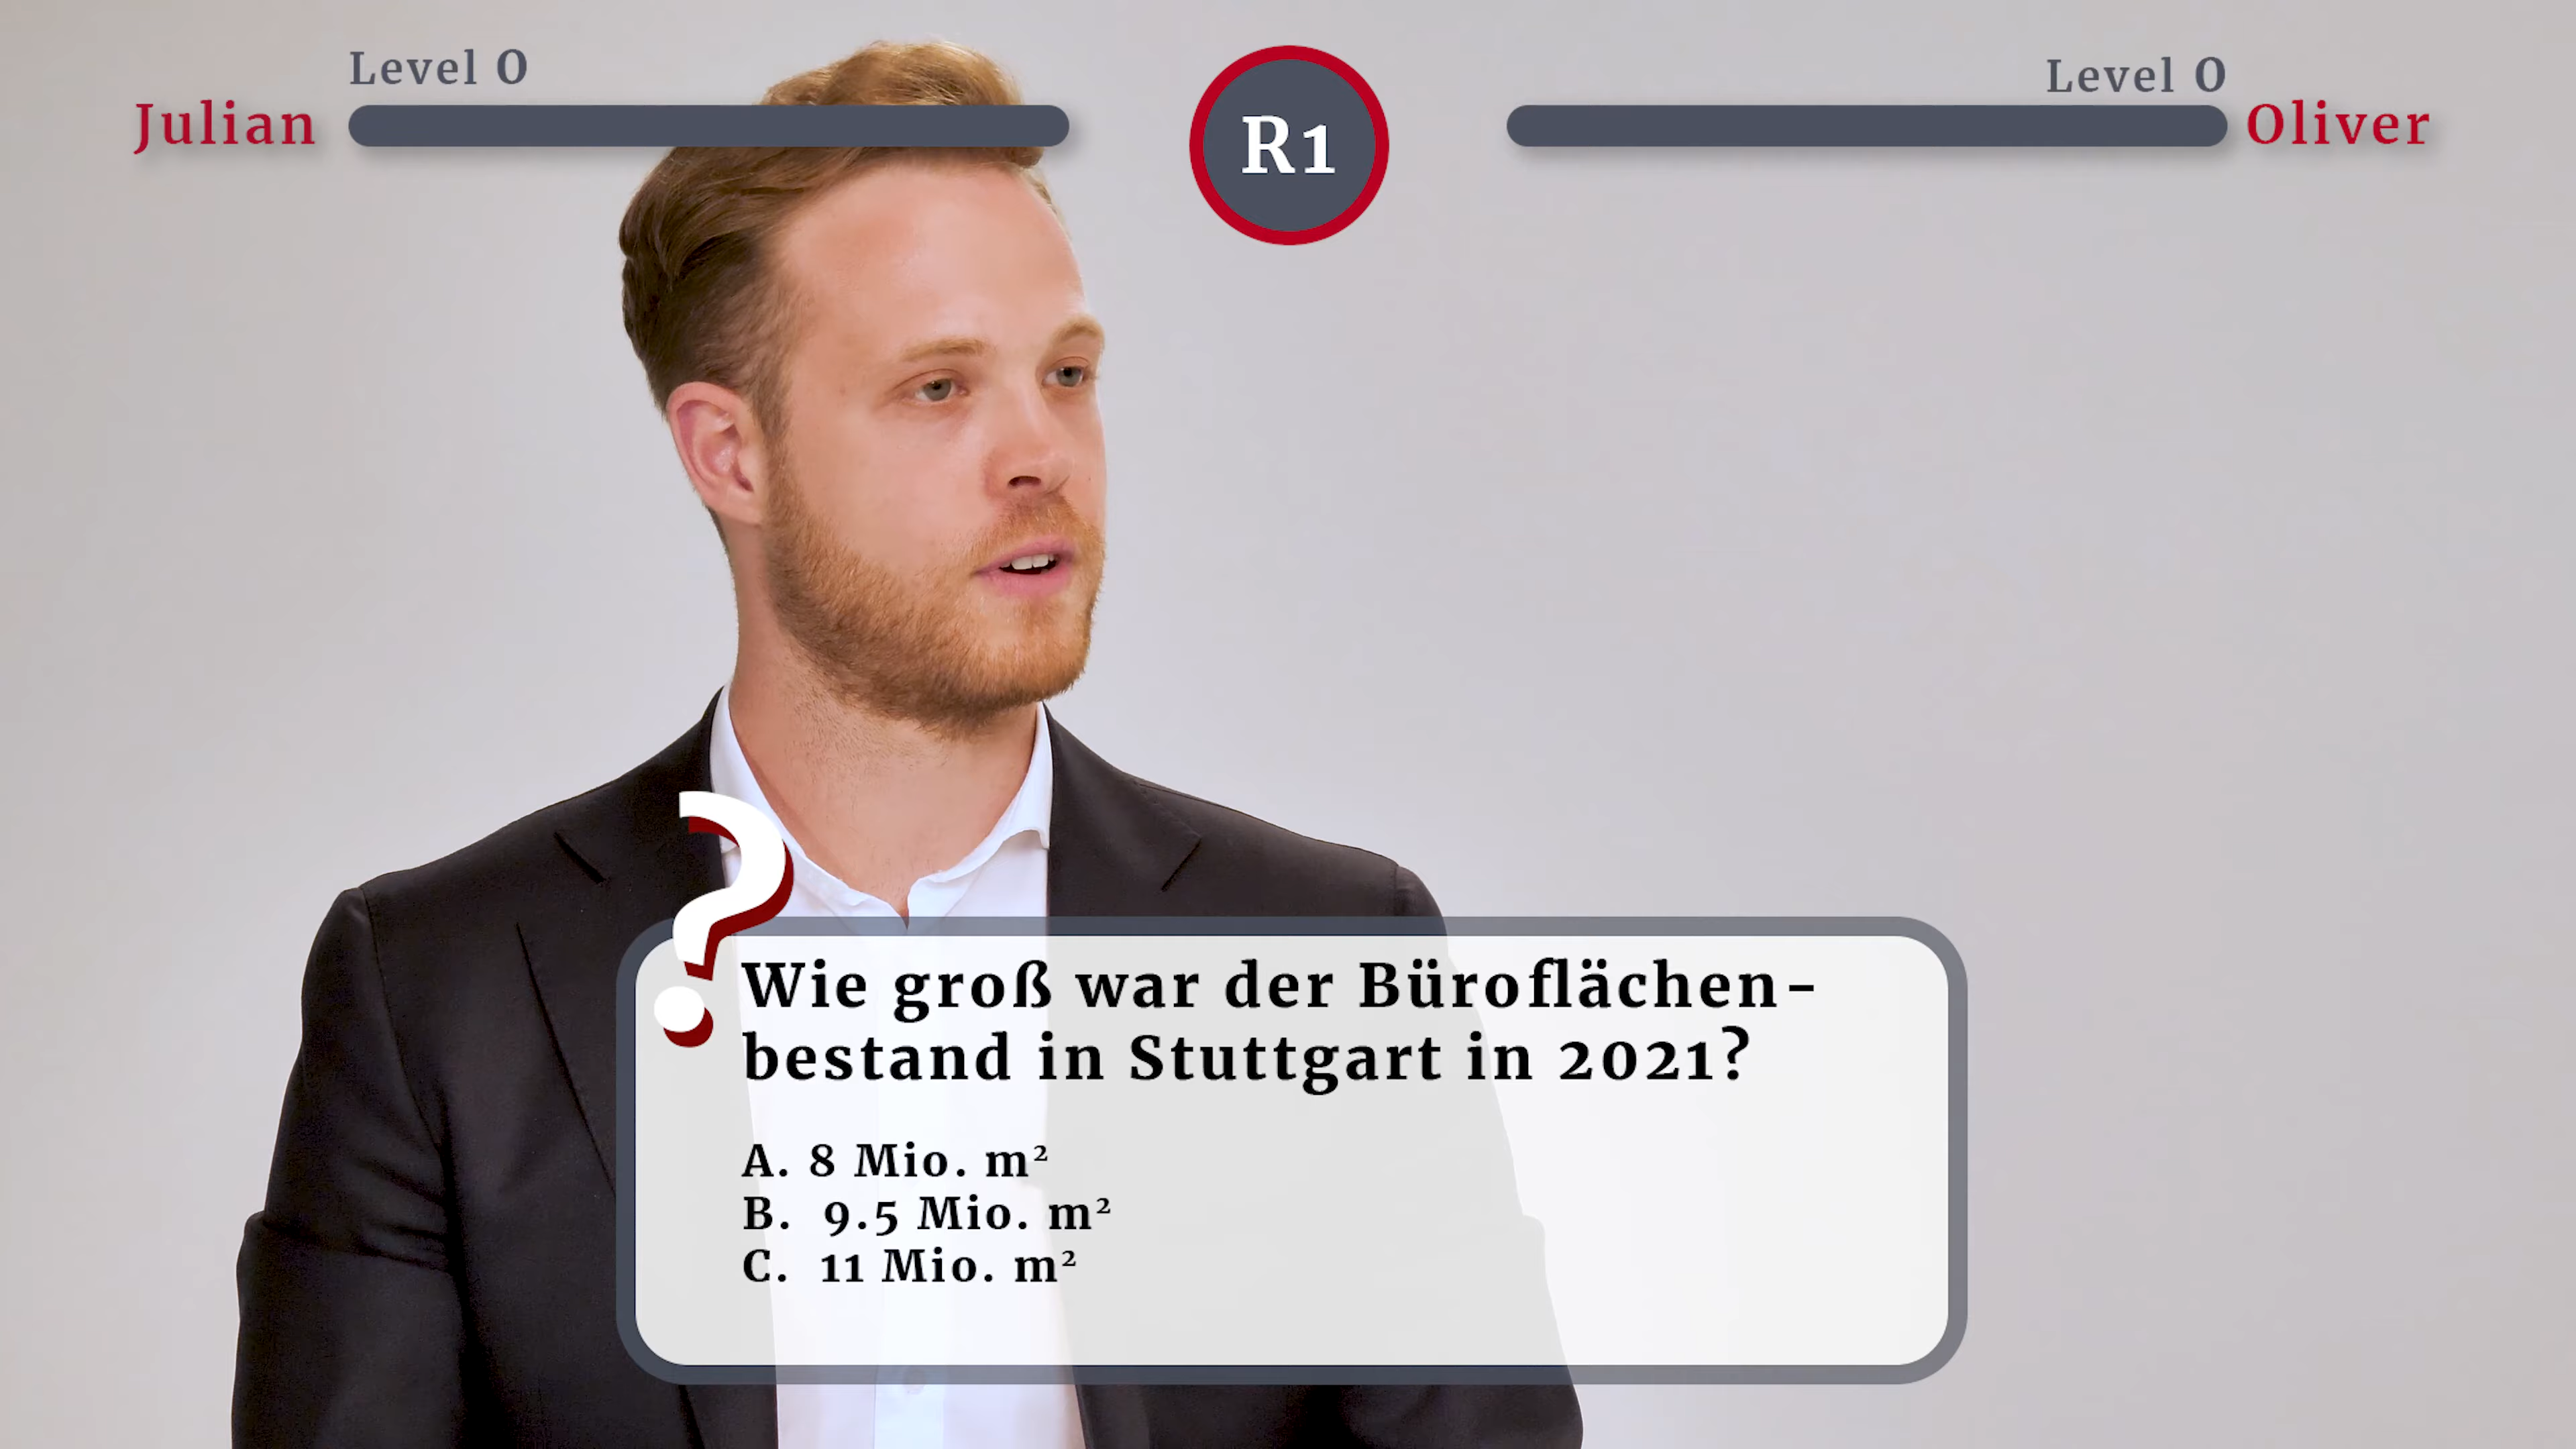 Level 0
Julian
R1
Level 0
Oliver
?
Wie groß war der Büroflächen-
bestand in Stuttgart in 2021?
A. 8 Mio. m²
B. 9.5 Mio. m²
C. 11 Mio. m²